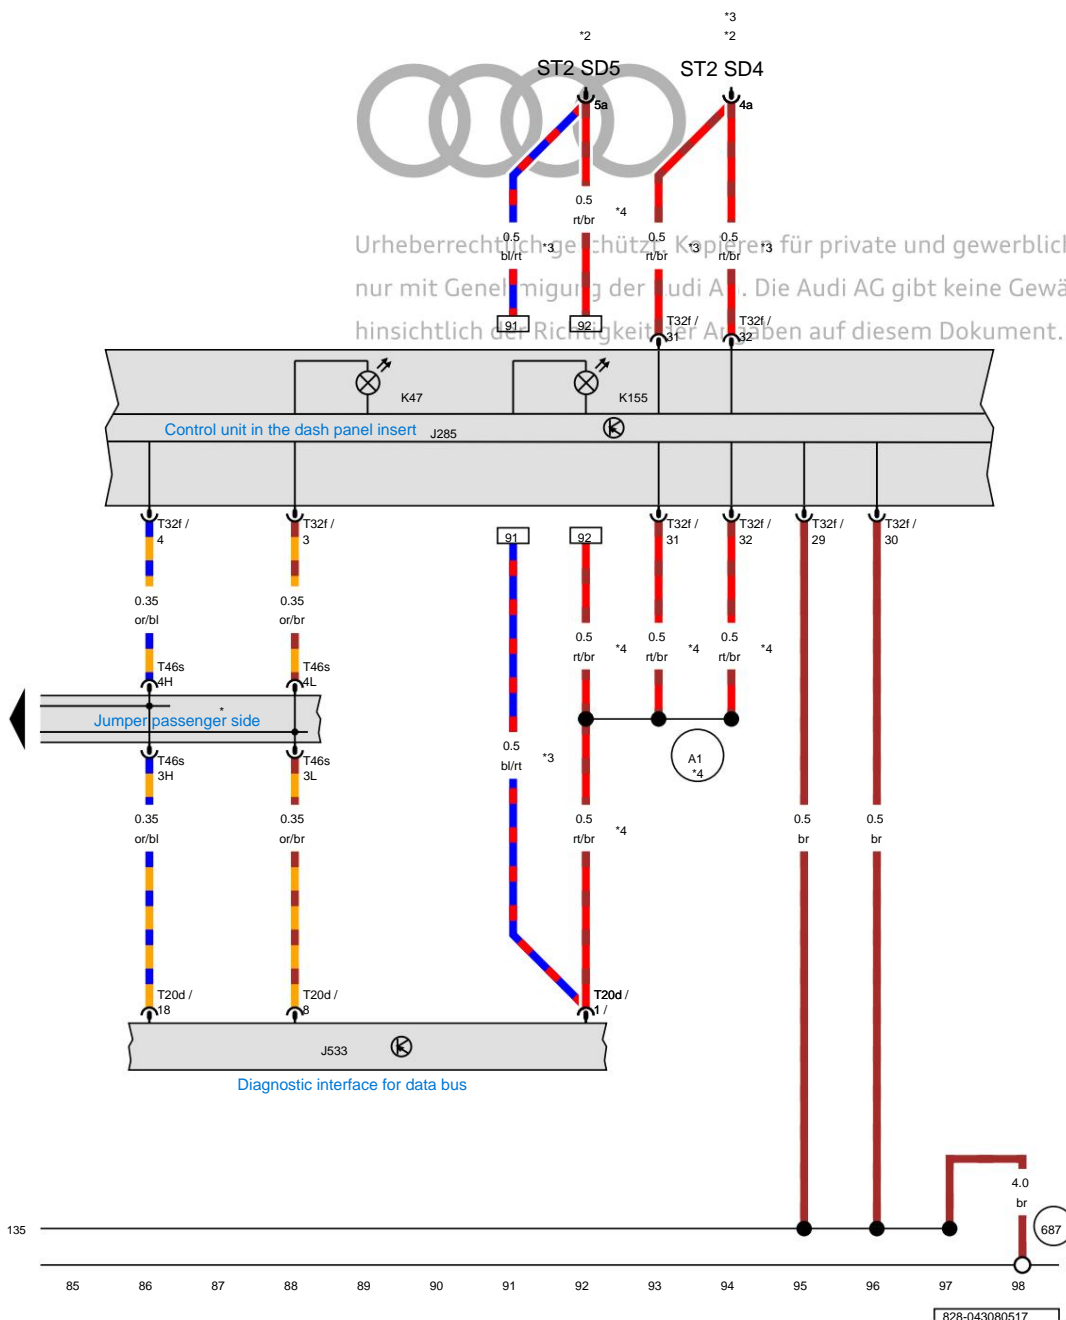 *3
*2
*2
ST2 SD5
ST2 SD4
5a
4a
0.5
rt/br
*4
0.5
bl/rt
*3
0.5
rt/br
*3
0.5
rt/br
*3
nur mit Genehmigung der Audi AG. Die Audi AG gibt keine Gewä
hinsichtlich der Richtigkeit der Angaben auf diesem Dokument.
91
92
T32f /
31
T32f /
32
K47
K155
Control unit in the dash panel insert
J285
T32f /
4
T32f /
3
91
92
T32f /
31
T32f /
32
T32f /
29
T32f /
30
0.35
or/bl
0.35
or/br
0.5
rt/br
*4
0.5
rt/br
*4
0.5
rt/br
*4
T46s
4H
T46s
4L
Jumper passenger side
*
T46s
3H
T46s
3L
0.5
bl/rt
*3
A1
*4
0.35
or/bl
0.35
or/br
0.5
rt/br
*4
0.5
br
0.5
br
T20d /
18
T20d /
8
T20d /
1 /
J533
Diagnostic interface for data bus
4.0
br
135
687
85 86 87 88 89 90 91 92 93 94 95 96 97 98
828-043080517